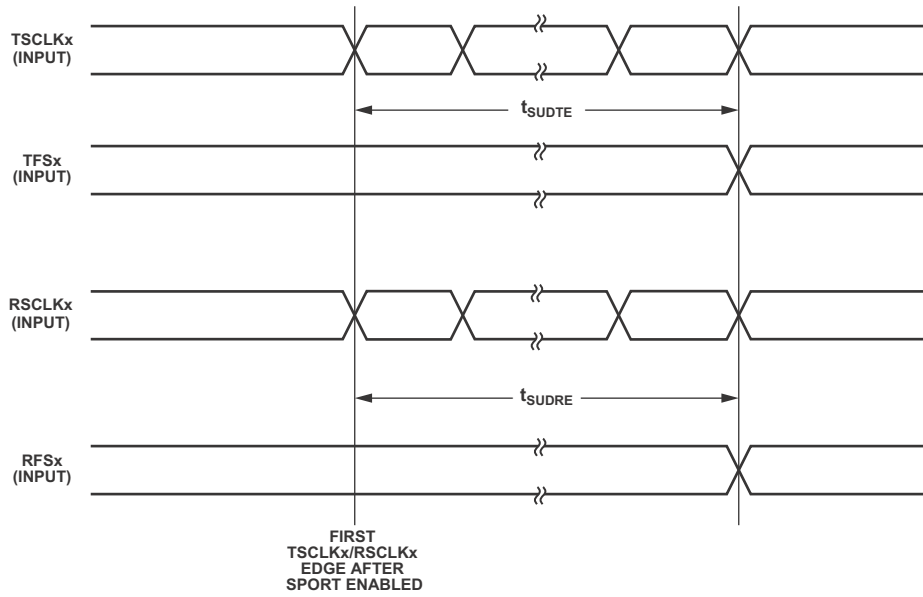 TSCLKx
(INPUT)
tSUDTE
TFSx
(INPUT)
RSCLKx
(INPUT)
tSUDRE
RFSx
(INPUT)
FIRST
TSCLKx/RSCLKx
EDGE AFTER
SPORT ENABLED